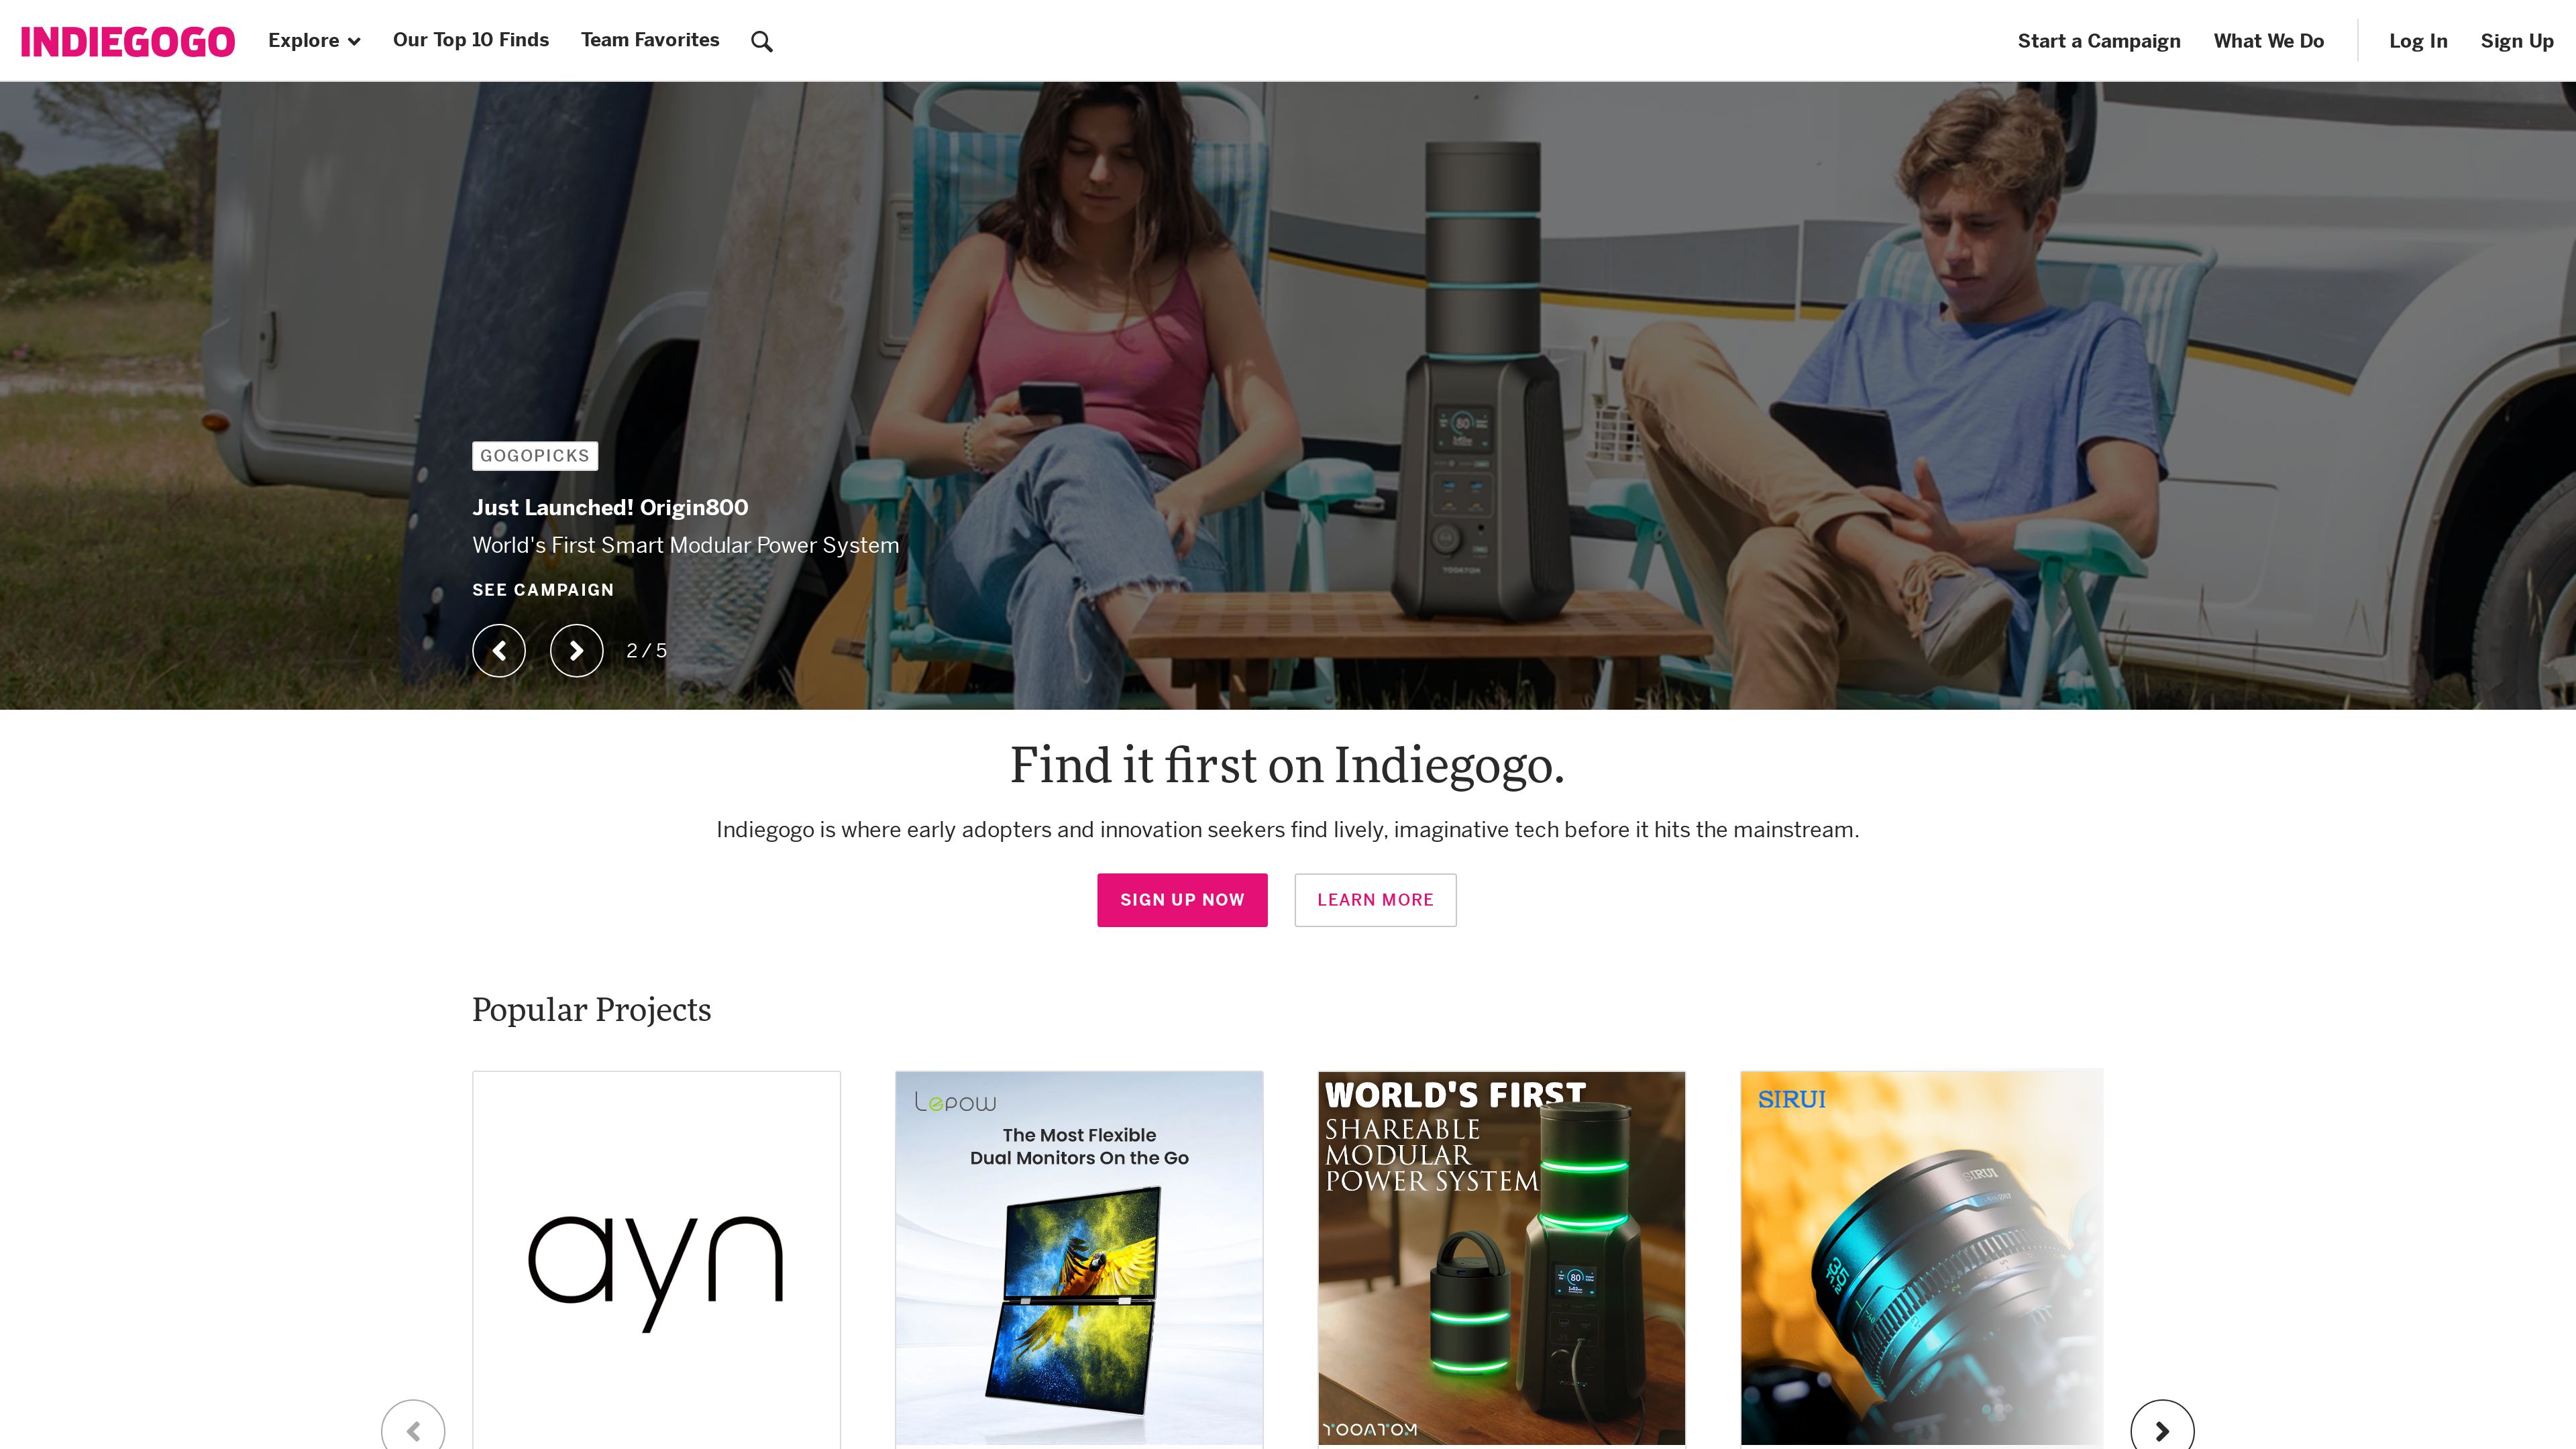 INDIEGOGO
Explore
Our Top 10 Finds
Team Favorites
Start a Campaign
What We Do
Log In
Sign Up
80
YOOATOM
GOGOPICKS
Just Launched! Origin800
World's First Smart Modular Power System
SEE CAMPAIGN
2 / 5
Find it first on Indiegogo.
Indiegogo is where early adopters and innovation seekers find lively, imaginative tech before it hits the mainstream.
SIGN UP NOW
LEARN MORE
Popular Projects
ayn
Lepow
The Most Flexible
Dual Monitors On the Go
WORLD'S FIRST
SHAREABLE
MODULAR
POWER SYSTEM
80
YOOATOM
SIRUI
SIRUI